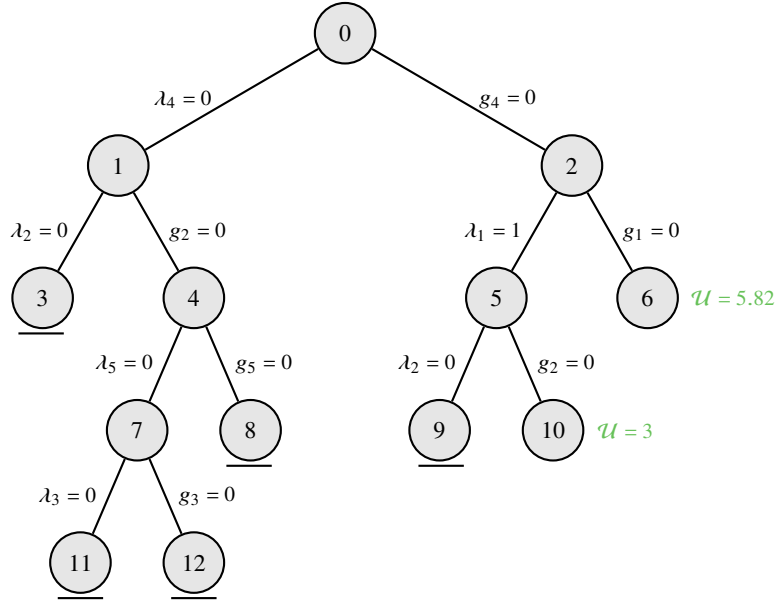 0
λ₄ = 0
g₄ = 0
1
2
λ₂ = 0
g₂ = 0
λ₁ = 1
g₁ = 0
3
4
5
6
𝒰 = 5.82
λ₅ = 0
g₅ = 0
λ₂ = 0
g₂ = 0
7
8
9
10
𝒰 = 3
λ₃ = 0
g₃ = 0
11
12